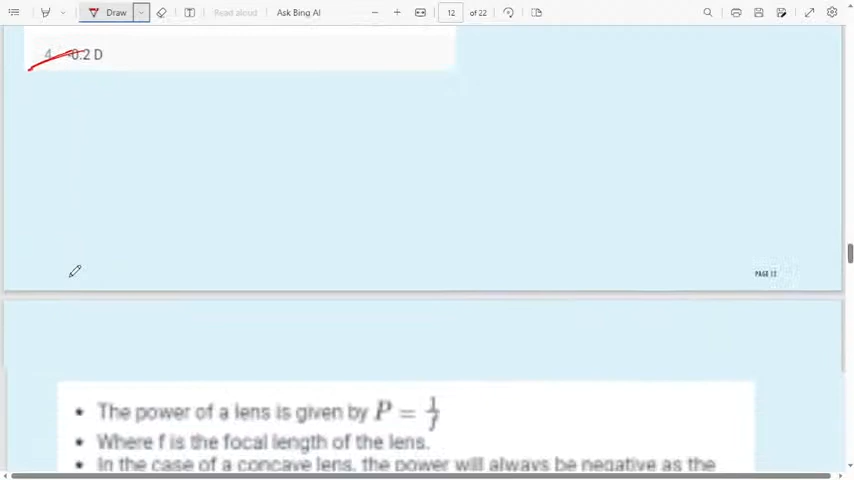 Draw
Read aloud
Ask Bing AI
12
of 22
4. -0.2 D
PAGE 12
• The power of a lens is given by P = 1/f
• Where f is the focal length of the lens.
• In the case of a concave lens, the power will always be negative as the